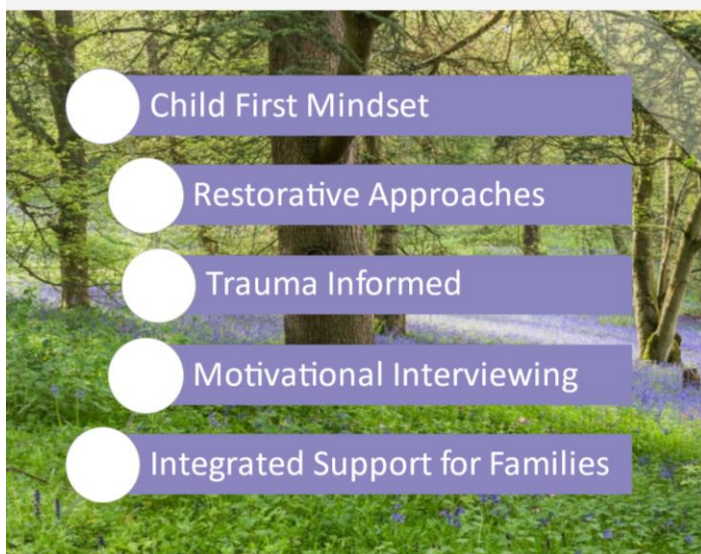 Child First Mindset
Restorative Approaches
Trauma Informed
Motivational Interviewing
Integrated Support for Families